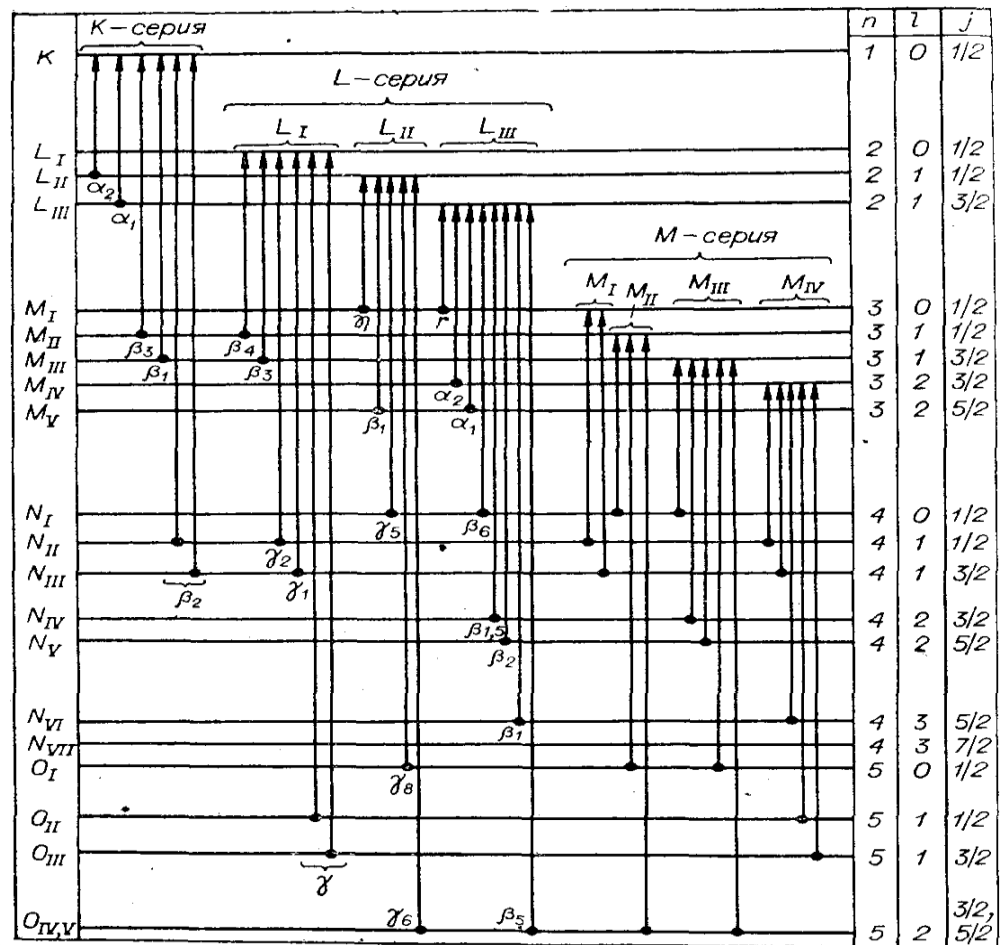 n l j
K-серия
K 1 0 1/2
L-серия
L_I L_II L_III
L_I 2 0 1/2
L_II 2 1 1/2
α₂
L_III 2 1 3/2
α₁
M-серия
M_I M_II M_III M_IV
M_I 3 0 1/2
η r
M_II 3 1 1/2
β₃ β₄
M_III 3 1 3/2
β₁ β₃
M_IV 3 2 3/2
α₂
M_V 3 2 5/2
β₁ α₁
N_I 4 0 1/2
γ₅ β₆
N_II 4 1 1/2
γ₂
N_III 4 1 3/2
β₂ γ₁
N_IV 4 2 3/2
β₁,₅
N_V 4 2 5/2
β₂
N_VI 4 3 5/2
β₁
N_VII 4 3 7/2
O_I 5 0 1/2
γ₈
O_II 5 1 1/2
O_III 5 1 3/2
γ
γ₆ β₅ 3/2,
O_IV,V 5 2 5/2